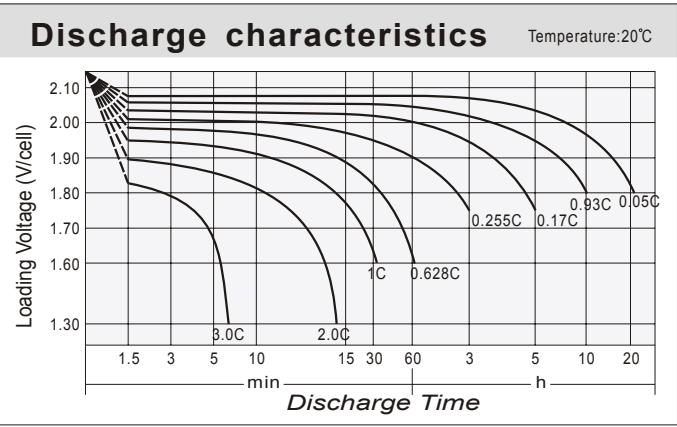 Discharge characteristics Temperature:20℃
Loading Voltage (V/cell)
2.10
2.00
1.90
1.80
1.70
1.60
1.30
0.93C 0.05C
0.255C 0.17C
1C 0.628C
3.0C 2.0C
1.5 3 5 10 15 30 60 3 5 10 20
min h
Discharge Time